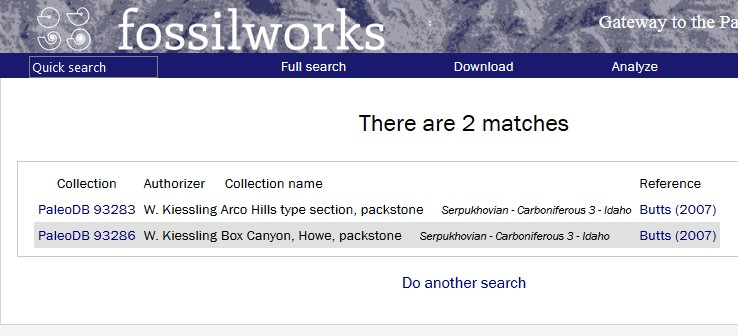 fossilworks
Gateway to the Pa
Quick search Full search Download Analyze
There are 2 matches
Collection Authorizer Collection name Reference
PaleoDB 93283 W. Kiessling Arco Hills type section, packstone Serpukhovian - Carboniferous 3 - Idaho Butts (2007)
PaleoDB 93286 W. Kiessling Box Canyon, Howe, packstone Serpukhovian - Carboniferous 3 - Idaho Butts (2007)
Do another search